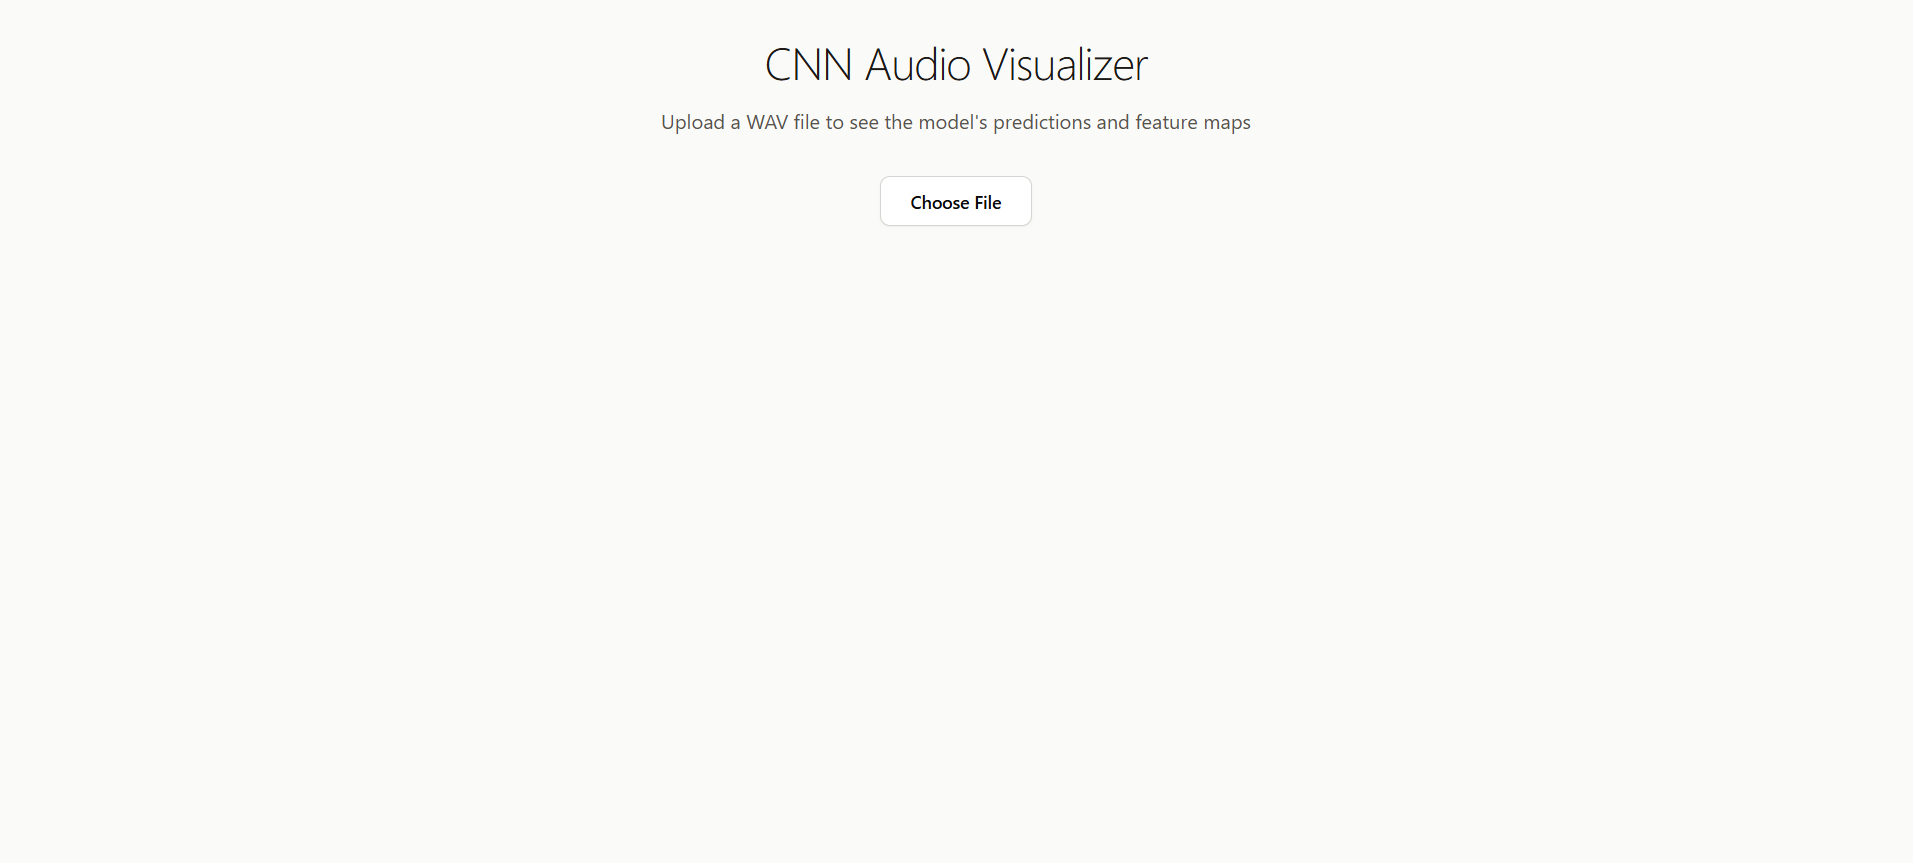 CNN Audio Visualizer
Upload a WAV file to see the model's predictions and feature maps
Choose File